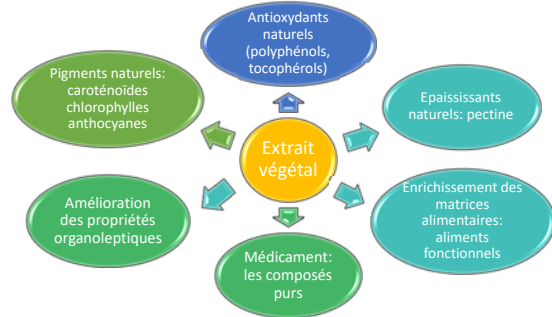 Antioxydants
naturels
(polyphénols,
tocophérols)
Pigments naturels:
caroténoïdes
chlorophylles
anthocyanes
Epaississants
naturels: pectine
Extrait
végétal
Amélioration
des propriétés
organoleptiques
Enrichissement des
matrices
alimentaires:
aliments
fonctionnels
Médicament:
les composés
purs